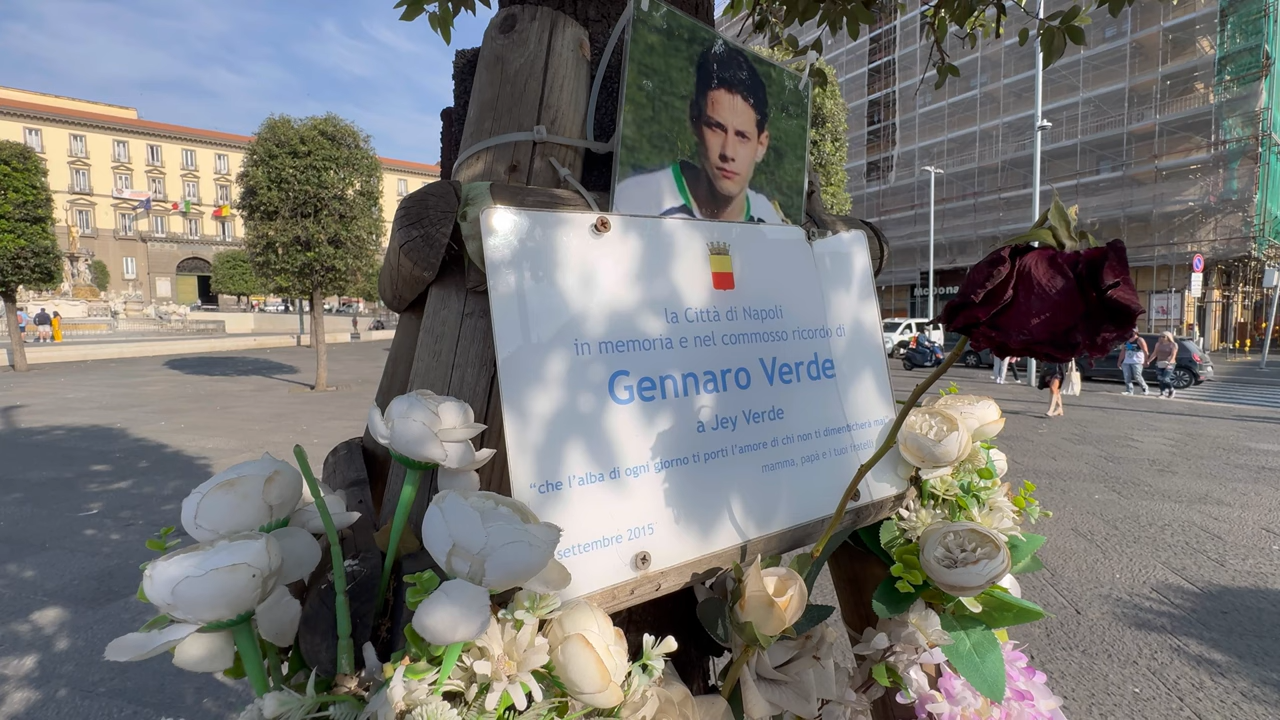 la Città di Napoli
in memoria e nel commosso ricordo di
Gennaro Verde
a Jey Verde
“che l'alba di ogni giorno ti porti l'amore di chi non ti dimenticherà mai”
mamma, papà e i tuoi fratelli
settembre 2015